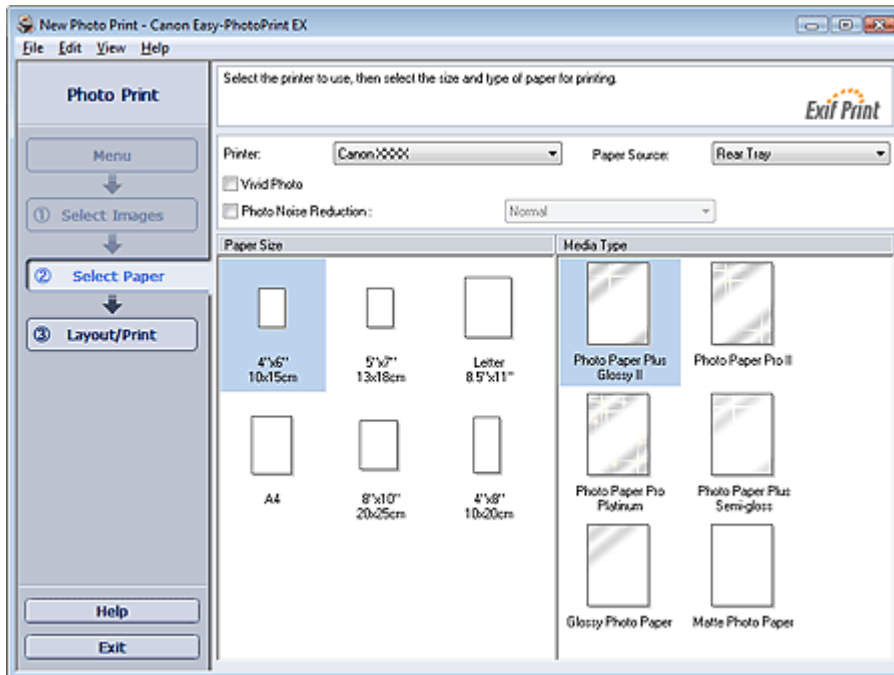 New Photo Print - Canon Easy-PhotoPrint EX
File Edit View Help
Photo Print
Menu
① Select Images
② Select Paper
③ Layout/Print
Help
Exit
Select the printer to use, then select the size and type of paper for printing.
Exif Print
Printer: Canon XXXX Paper Source: Rear Tray
Vivid Photo
Photo Noise Reduction : Normal
Paper Size
4"x6"
10x15cm
5"x7"
13x18cm
Letter
8.5"x11"
A4
8"x10"
20x25cm
4"x8"
10x20cm
Media Type
Photo Paper Plus
Glossy II
Photo Paper Pro II
Photo Paper Pro
Platinum
Photo Paper Plus
Semi-gloss
Glossy Photo Paper
Matte Photo Paper